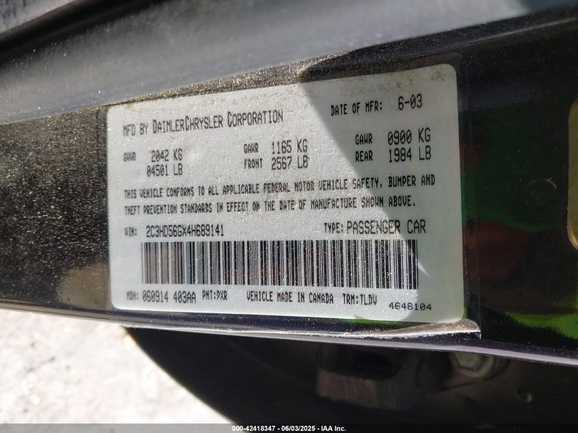 MFD BY DAIMLERCHRYSLER CORPORATION DATE OF MFR: 6-03
GAWR 2042 KG 04501 LB GAWR FRONT 1165 KG 2567 LB GAWR REAR 0900 KG 1984 LB
THIS VEHICLE CONFORMS TO ALL APPLICABLE FEDERAL MOTOR VEHICLE SAFETY, BUMPER AND
THEFT PREVENTION STANDARDS IN EFFECT ON THE DATE OF MANUFACTURE SHOWN ABOVE.
VIN: 2C3HD56GX4H689141 TYPE: PASSENGER CAR
MDH: 060914 403AA PNT: PXR VEHICLE MADE IN CANADA TRM: TLDV
4648104
000-42418347 - 06/03/2025 - IAA Inc.